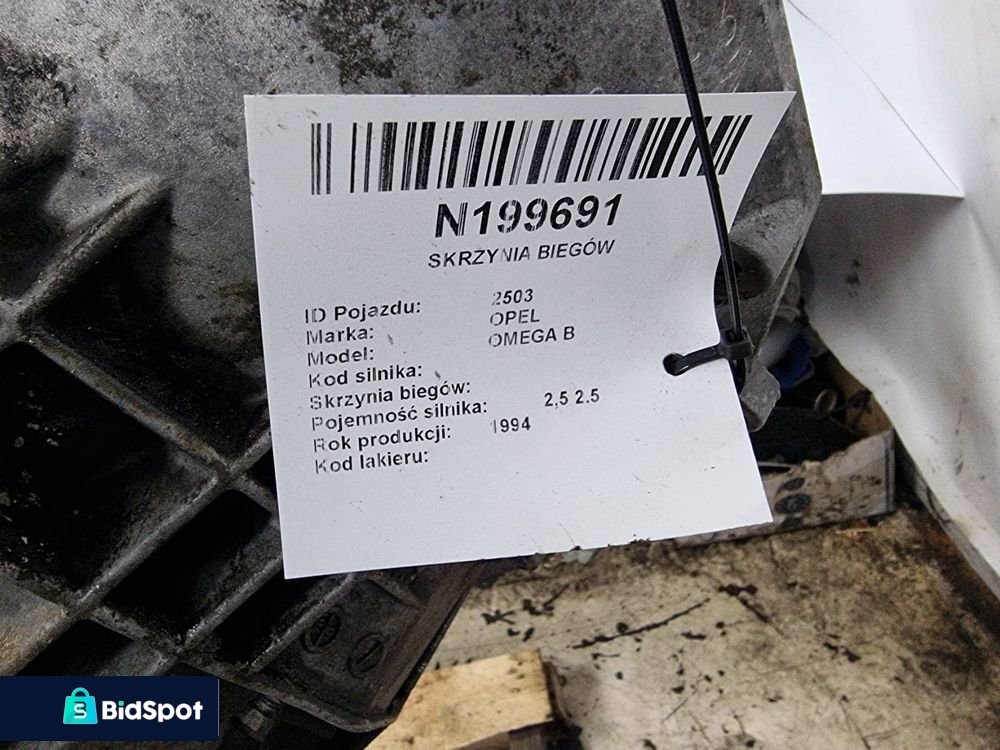 N199691
SKRZYNIA BIEGÓW
ID Pojazdu: 2503
Marka: OPEL
Model: OMEGA B
Kod silnika:
Skrzynia biegów:
Pojemność silnika: 2,5 2.5
Rok produkcji: 1994
Kod lakieru:
BidSpot